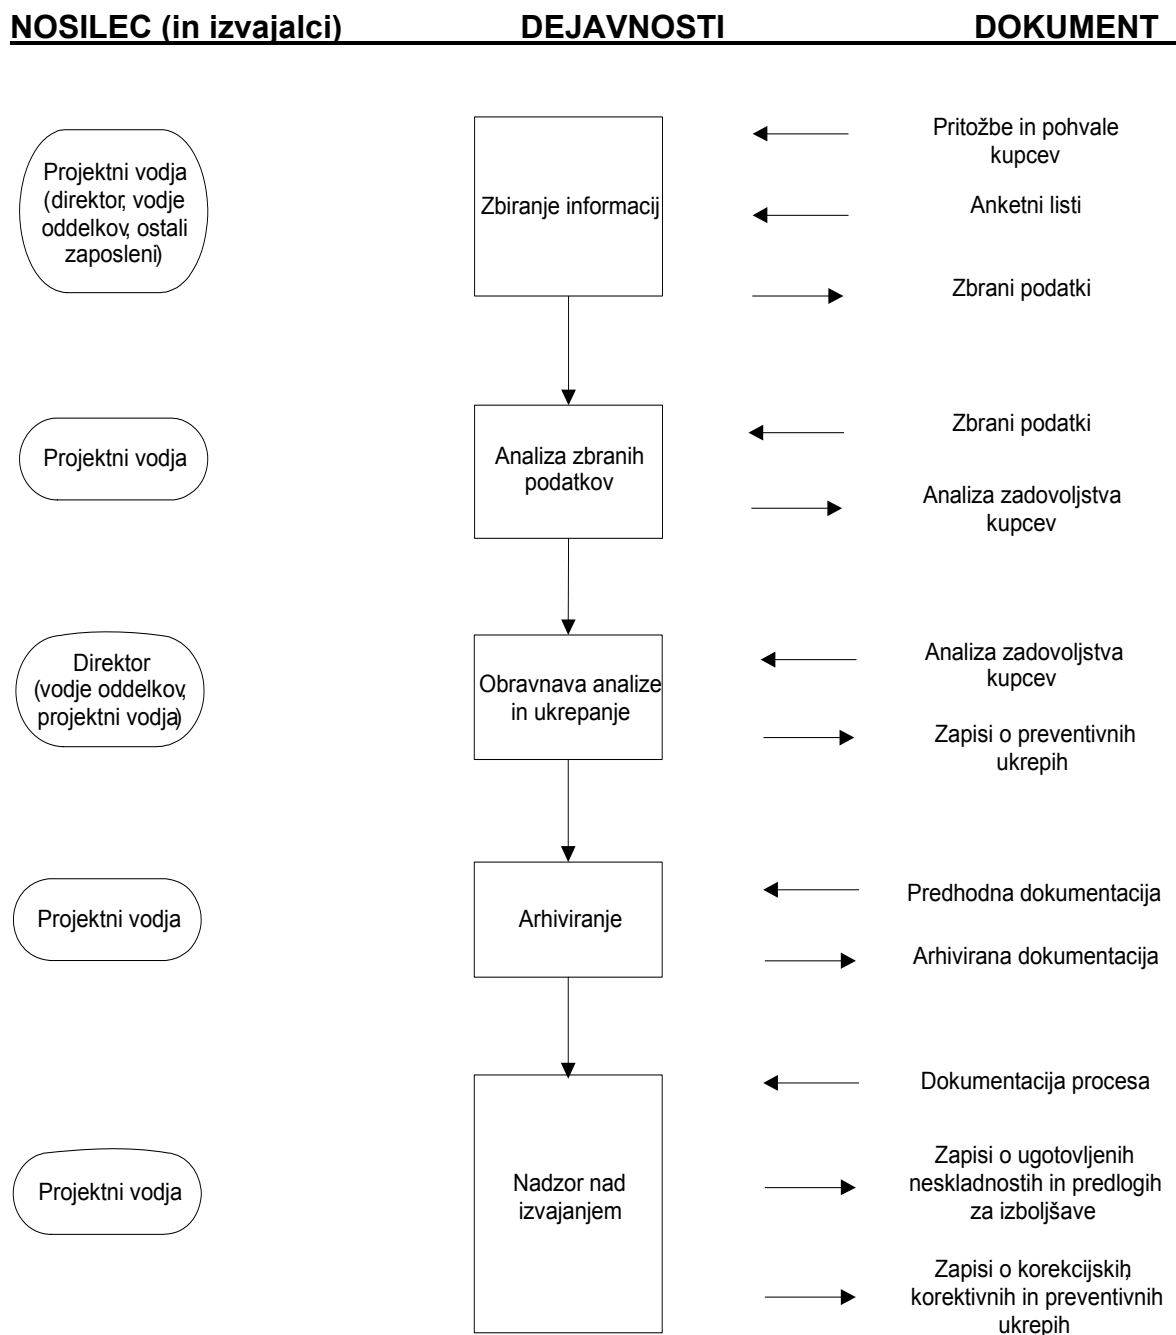 NOSILEC (in izvajalci) DEJAVNOSTI DOKUMENT
Projektni vodja
(direktor, vodje
oddelkov, ostali
zaposleni)
Zbiranje informacij
Pritožbe in pohvale
kupcev
Anketni listi
Zbrani podatki
Projektni vodja
Analiza zbranih
podatkov
Zbrani podatki
Analiza zadovoljstva
kupcev
Direktor
(vodje oddelkov,
projektni vodja)
Obravnava analize
in ukrepanje
Analiza zadovoljstva
kupcev
Zapisi o preventivnih
ukrepih
Projektni vodja
Arhiviranje
Predhodna dokumentacija
Arhivirana dokumentacija
Projektni vodja
Nadzor nad
izvajanjem
Dokumentacija procesa
Zapisi o ugotovljenih
neskladnostih in predlogih
za izboljšave
Zapisi o korekcijskih,
korektivnih in preventivnih
ukrepih